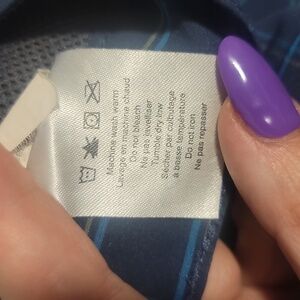 Machine wash warm
Lavage en machine chaud
Do not bleach
Ne pas javelliser
Tumble dry low
Sécher par culbutage
à basse température
Do not iron
Ne pas repasser